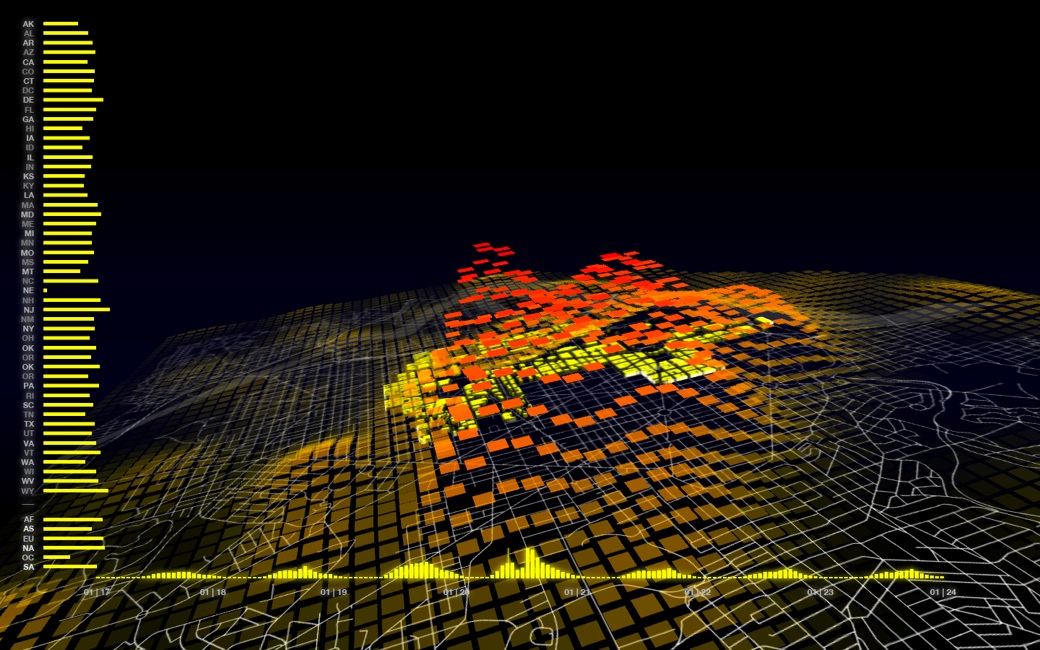 AK
AL
AR
AZ
CA
CO
CT
DC
DE
FL
GA
HI
IA
ID
IL
IN
KS
KY
LA
MA
MD
ME
MI
MN
MO
MS
MT
NC
NE
NH
NJ
NM
NY
OH
OK
OR
OK
OR
PA
RI
SC
TN
TX
UT
VA
VT
WA
WI
WV
WY
AF
AS
EU
NA
OC
SA
01 | 17 01 | 18 01 | 19 01 | 20 01 | 21 01 | 22 01 | 23 01 | 24